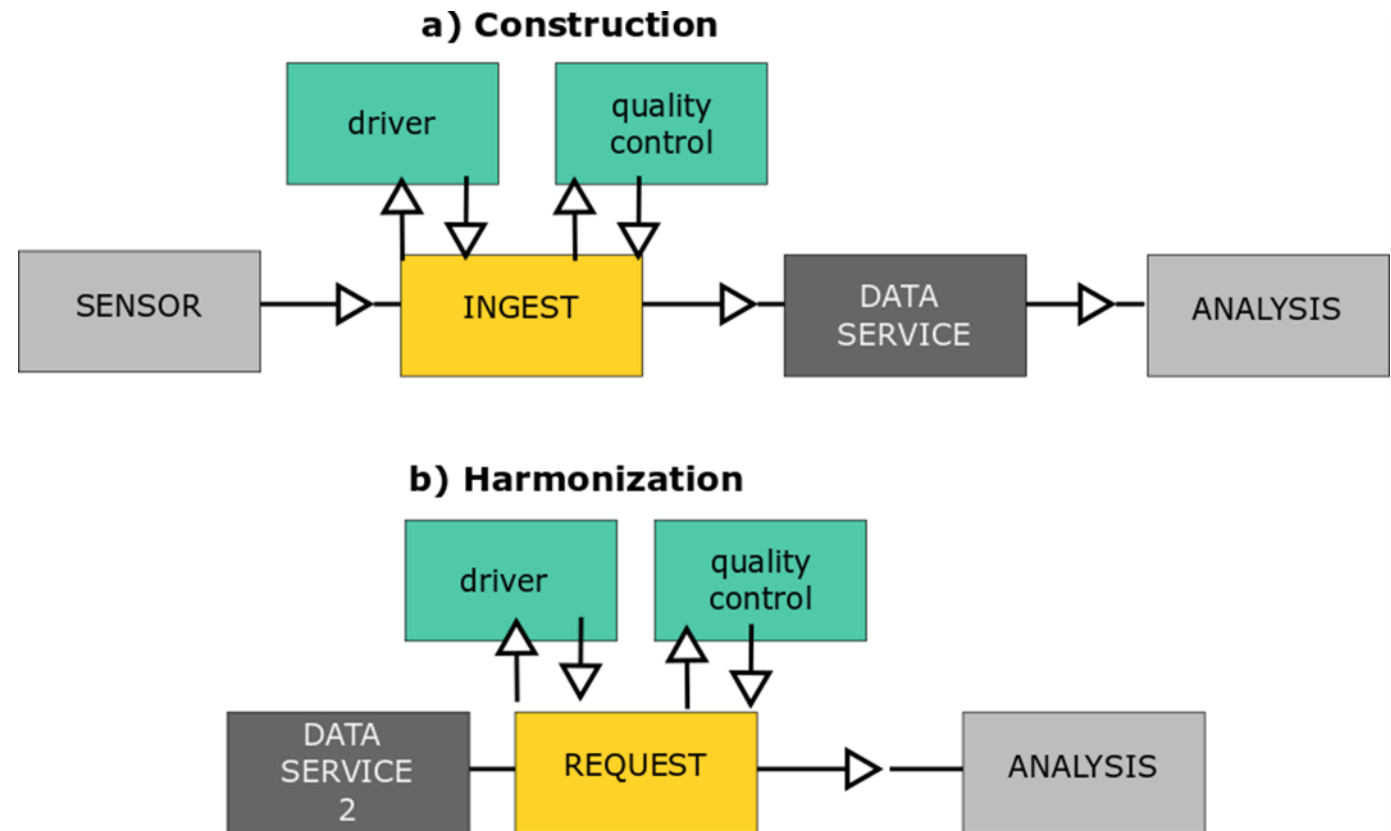 a) Construction
driver
quality
control
SENSOR
INGEST
DATA
SERVICE
ANALYSIS
b) Harmonization
driver
quality
control
DATA
SERVICE
2
REQUEST
ANALYSIS